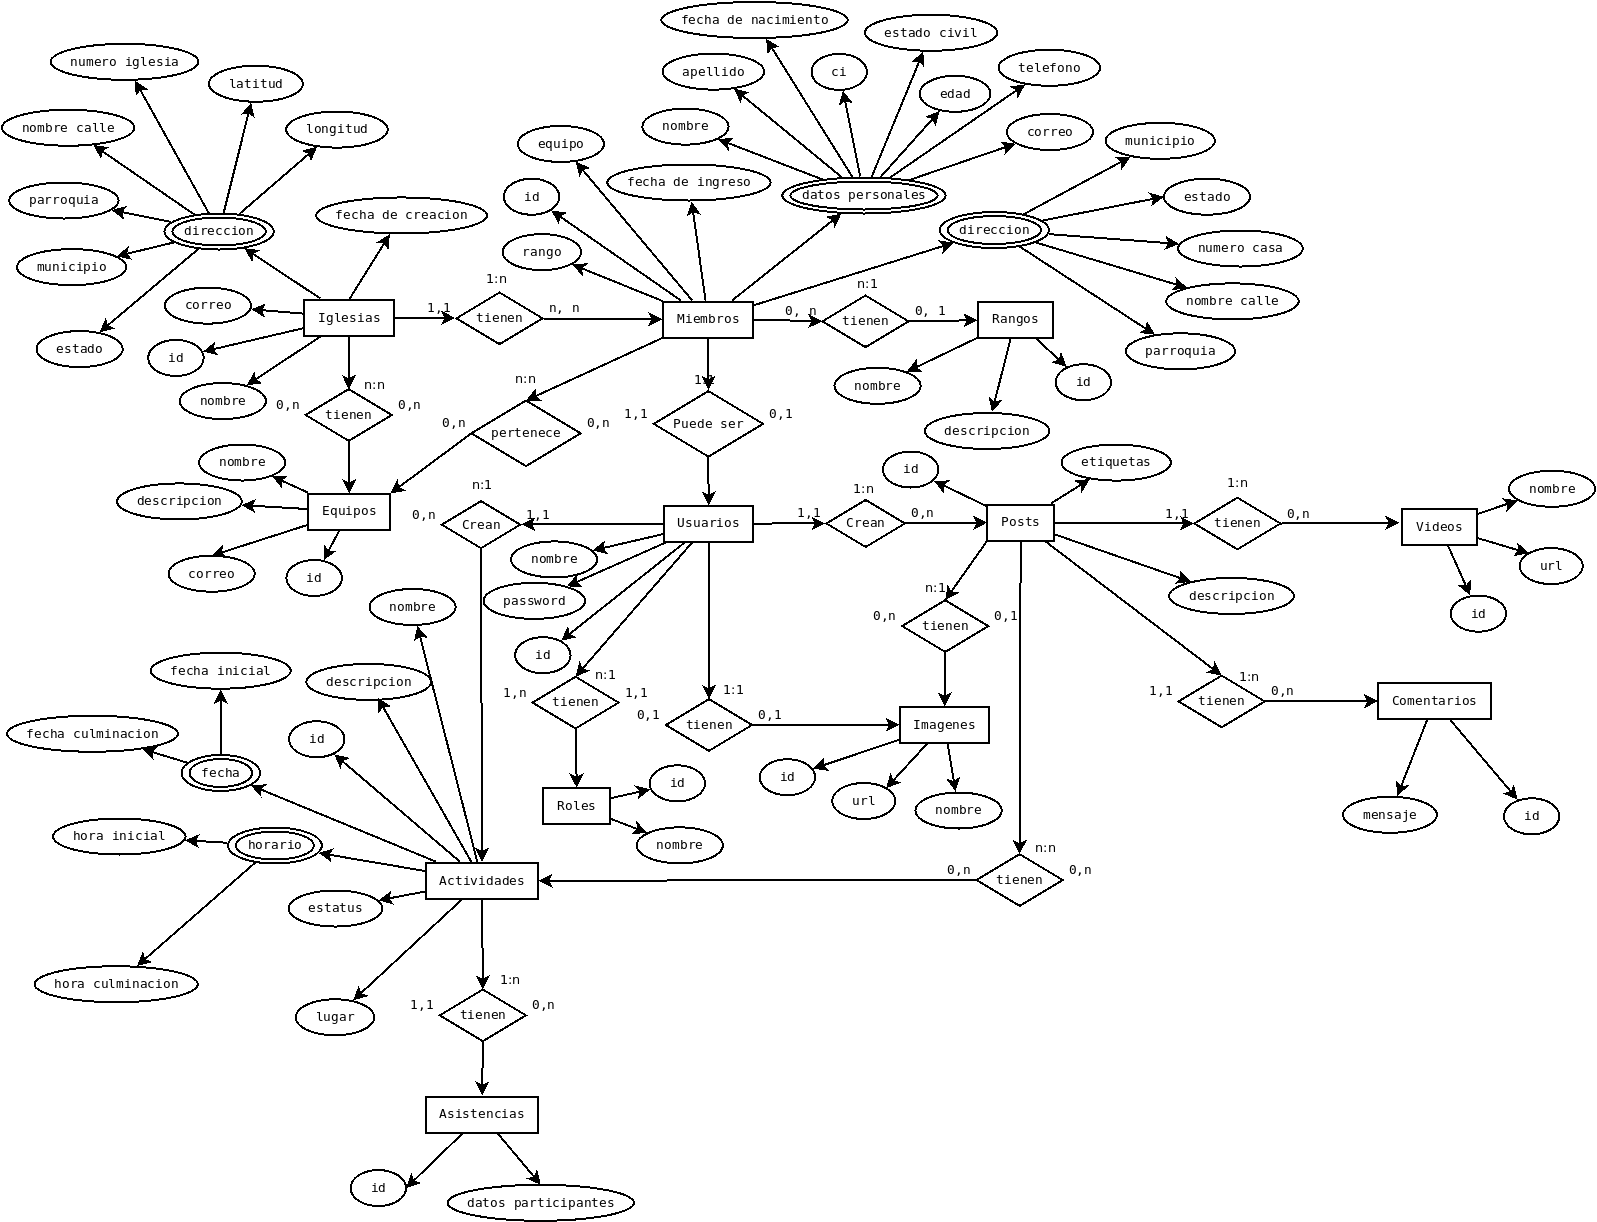 fecha de nacimiento
estado civil
numero iglesia
latitud
apellido
ci
telefono
edad
nombre calle
longitud
nombre
correo
equipo
municipio
fecha de ingreso
datos personales
id
estado
parroquia
fecha de creacion
direccion
direccion
numero casa
municipio
rango
nombre calle
correo
1:n
1:n
n:1
Iglesias
1,1
tienen
n, n
Miembros
0, n
tienen
0, 1
Rangos
estado
id
parroquia
nombre
n:n
n:n
1:1
nombre
id
0,n
tienen
0,n
0,n
pertenece
0,n
1,1
Puede ser
0,1
descripcion
nombre
id
etiquetas
descripcion
n:1
1:n
1:n
nombre
Equipos
0,n
Crean
1,1
Usuarios
1,1
Crean
0,n
Posts
1,1
tienen
0,n
Videos
correo
id
nombre
url
password
n:1
descripcion
nombre
0,n
tienen
0,1
id
id
fecha inicial
descripcion
n:1
1:n
1,n
tienen
1,1
1:1
1,1
tienen
0,n
Comentarios
fecha culminacion
id
0,1
tienen
0,1
Imagenes
fecha
id
id
url
nombre
mensaje
id
Roles
hora inicial
horario
nombre
n:n
Actividades
0,n
tienen
0,n
estatus
hora culminacion
lugar
1:n
1,1
tienen
0,n
Asistencias
id
datos participantes